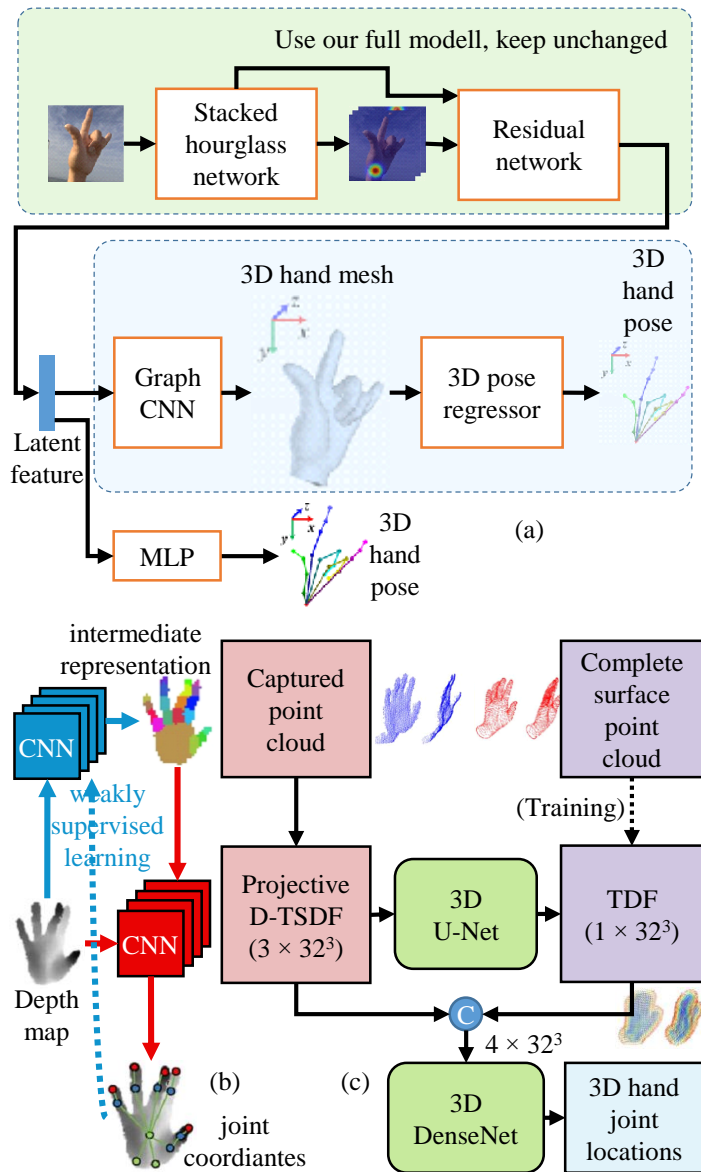 Use our full modell, keep unchanged
Stacked
hourglass
network
Residual
network
3D hand mesh
3D
hand
pose
z
x
y
z
x
y
Graph
CNN
3D pose
regressor
Latent
feature
MLP
z
x
y
3D
hand
pose
(a)
intermediate
representation
CNN
weakly
supervised
learning
CNN
Depth
map
(b)
joint
coordiantes
Captured
point
cloud
Complete
surface
point
cloud
(Training)
Projective
D-TSDF
(3 × 32³)
3D
U-Net
TDF
(1 × 32³)
C
4 × 32³
(c)
3D
DenseNet
3D hand
joint
locations